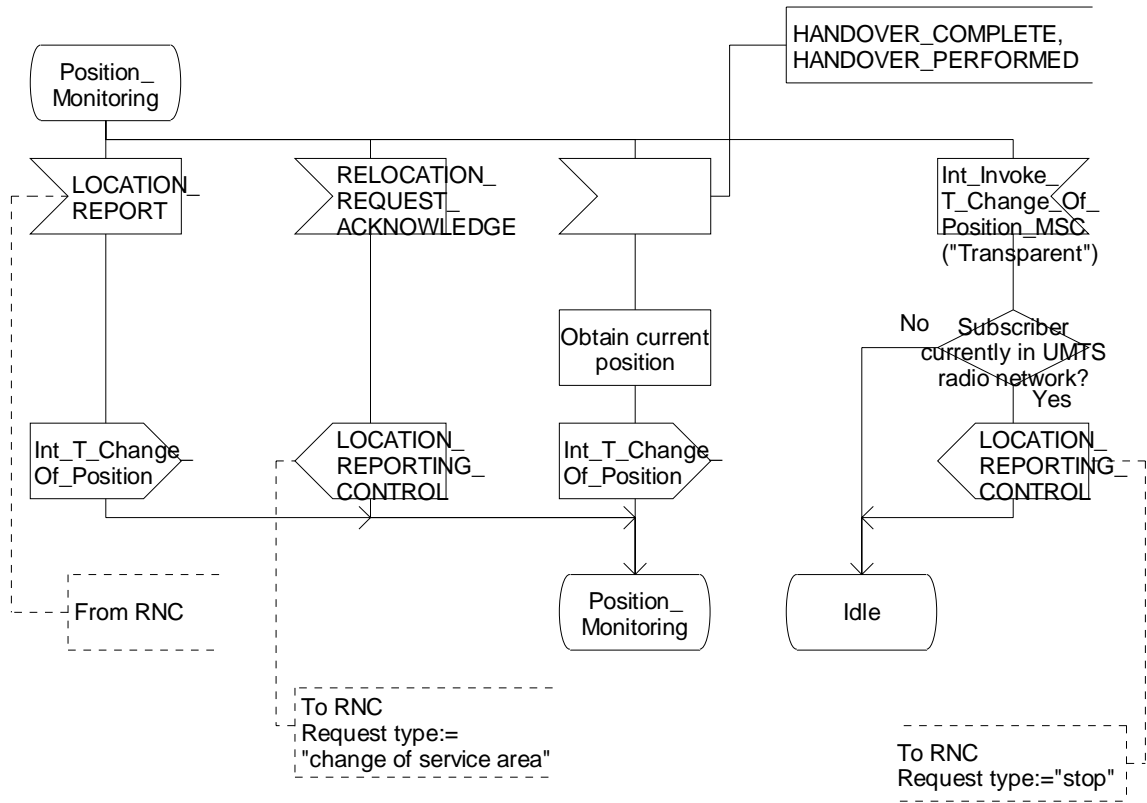 HANDOVER_COMPLETE,
HANDOVER_PERFORMED
Position_
Monitoring
LOCATION_
REPORT
RELOCATION_
REQUEST_
ACKNOWLEDGE
Int_Invoke_
T_Change_Of_
Position_MSC
("Transparent")
Obtain current
position
No
Subscriber
currently in UMTS
radio network?
Yes
Int_T_Change_
Of_Position
LOCATION_
REPORTING_
CONTROL
Int_T_Change_
Of_Position
LOCATION_
REPORTING_
CONTROL
From RNC
Position_
Monitoring
Idle
To RNC
Request type:=
"change of service area"
To RNC
Request type:="stop"